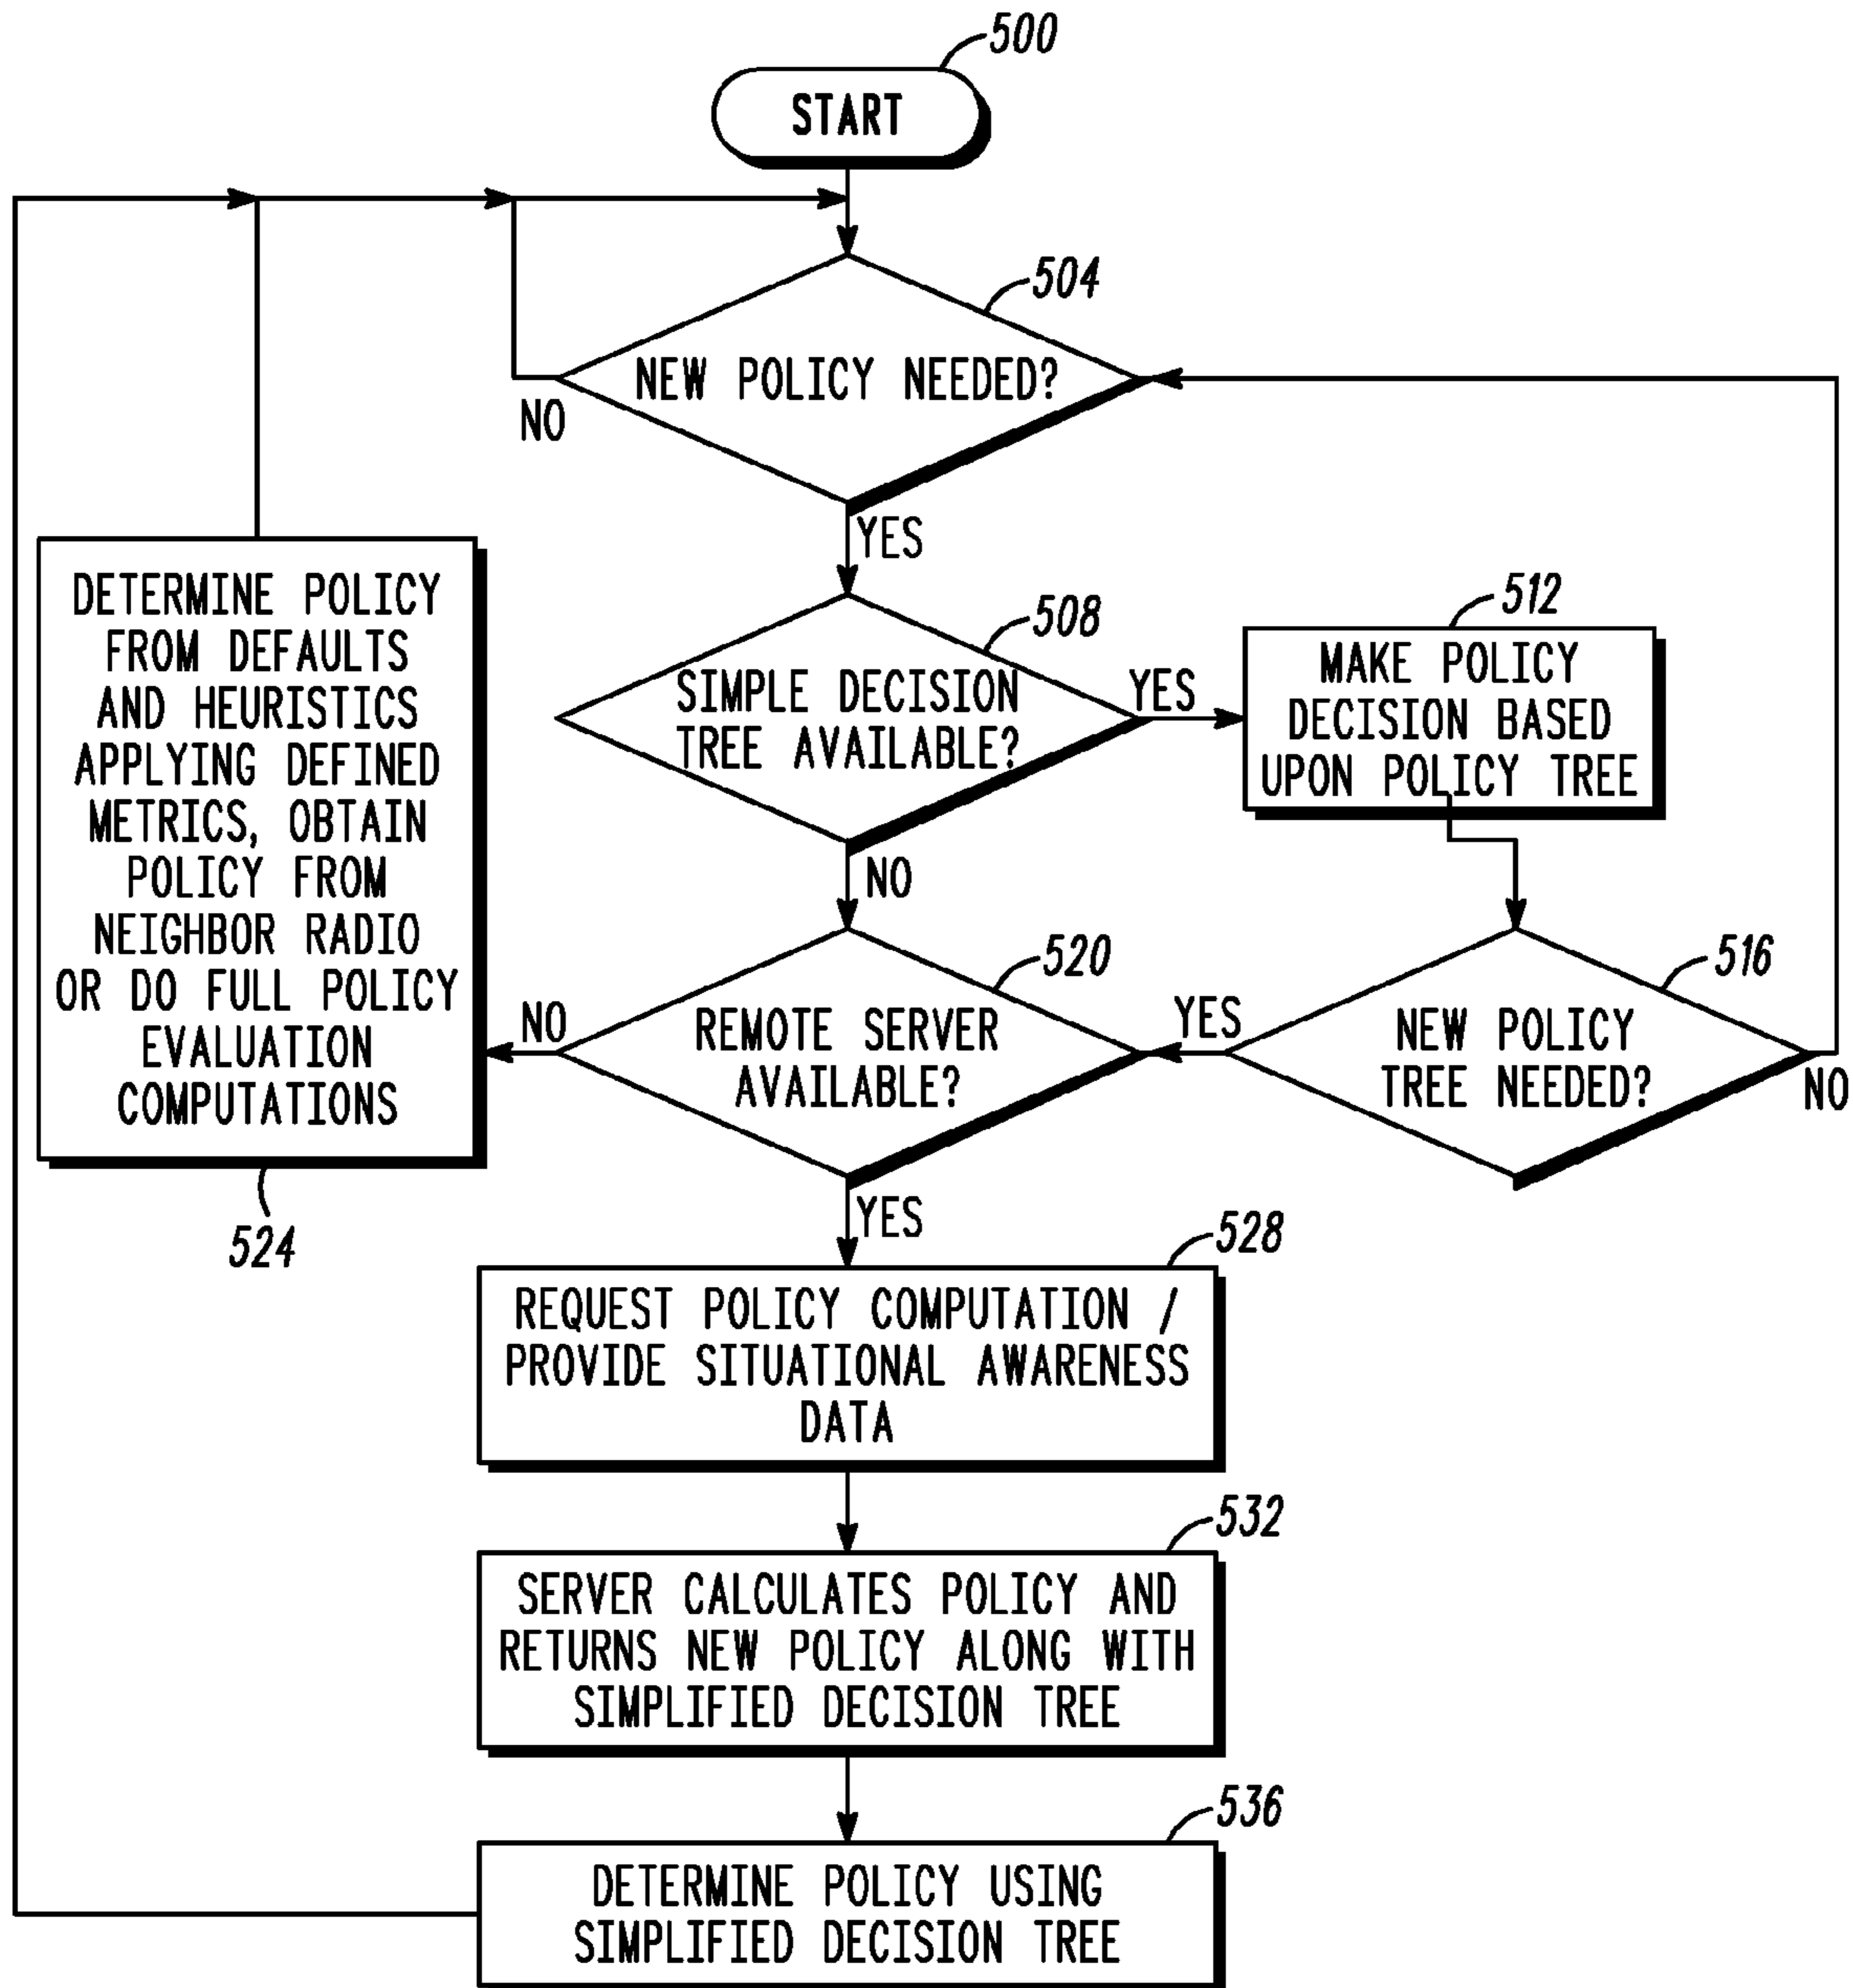 500
START
504
NEW POLICY NEEDED?
NO
YES
508
SIMPLE DECISION
TREE AVAILABLE?
YES
NO
512
MAKE POLICY
DECISION BASED
UPON POLICY TREE
516
NEW POLICY
TREE NEEDED?
YES
NO
520
REMOTE SERVER
AVAILABLE?
NO
YES
DETERMINE POLICY
FROM DEFAULTS
AND HEURISTICS
APPLYING DEFINED
METRICS, OBTAIN
POLICY FROM
NEIGHBOR RADIO
OR DO FULL POLICY
EVALUATION
COMPUTATIONS
524
528
REQUEST POLICY COMPUTATION /
PROVIDE SITUATIONAL AWARENESS
DATA
532
SERVER CALCULATES POLICY AND
RETURNS NEW POLICY ALONG WITH
SIMPLIFIED DECISION TREE
536
DETERMINE POLICY USING
SIMPLIFIED DECISION TREE